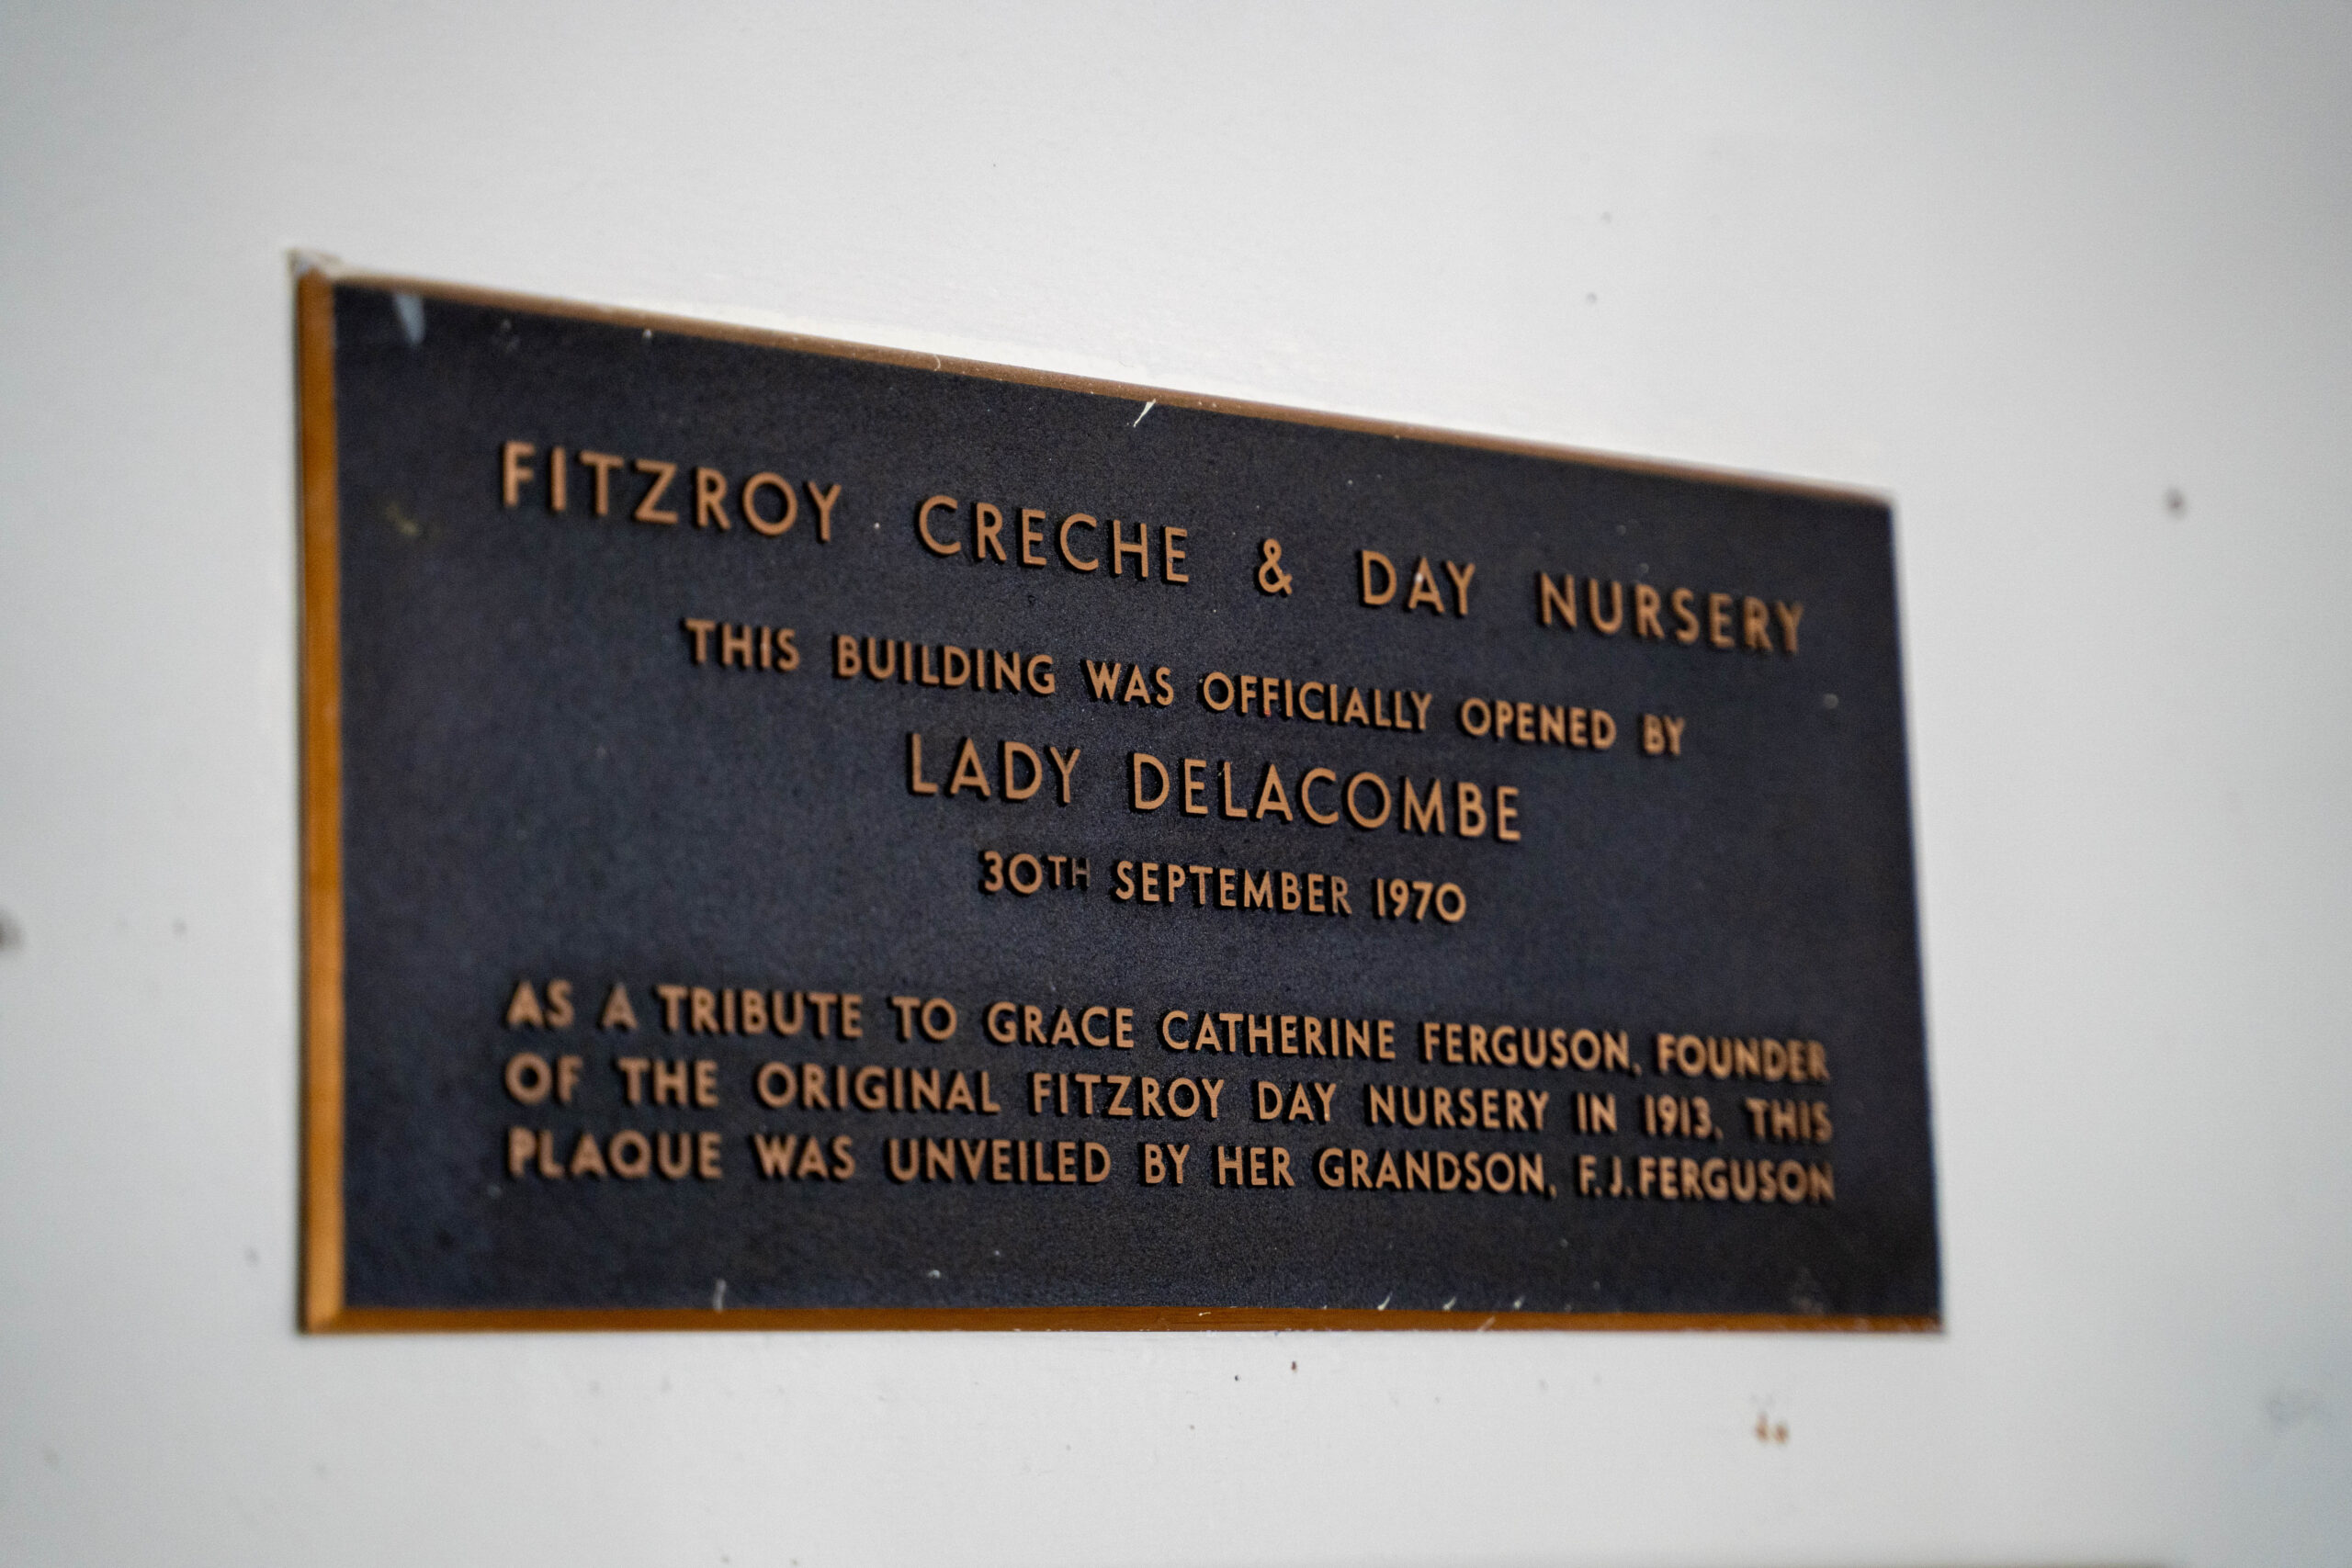 FITZROY CRECHE & DAY NURSERY
THIS BUILDING WAS OFFICIALLY OPENED BY
LADY DELACOMBE
30TH SEPTEMBER 1970
AS A TRIBUTE TO GRACE CATHERINE FERGUSON, FOUNDER
OF THE ORIGINAL FITZROY DAY NURSERY IN 1913. THIS
PLAQUE WAS UNVEILED BY HER GRANDSON, F.J.FERGUSON